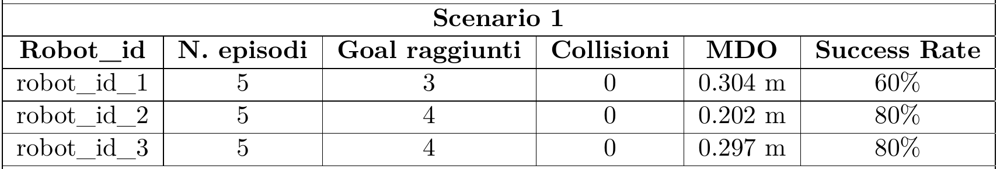 Scenario 1
Robot_id N. episodi Goal raggiunti Collisioni MDO Success Rate
robot_id_1 5 3 0 0.304 m 60%
robot_id_2 5 4 0 0.202 m 80%
robot_id_3 5 4 0 0.297 m 80%